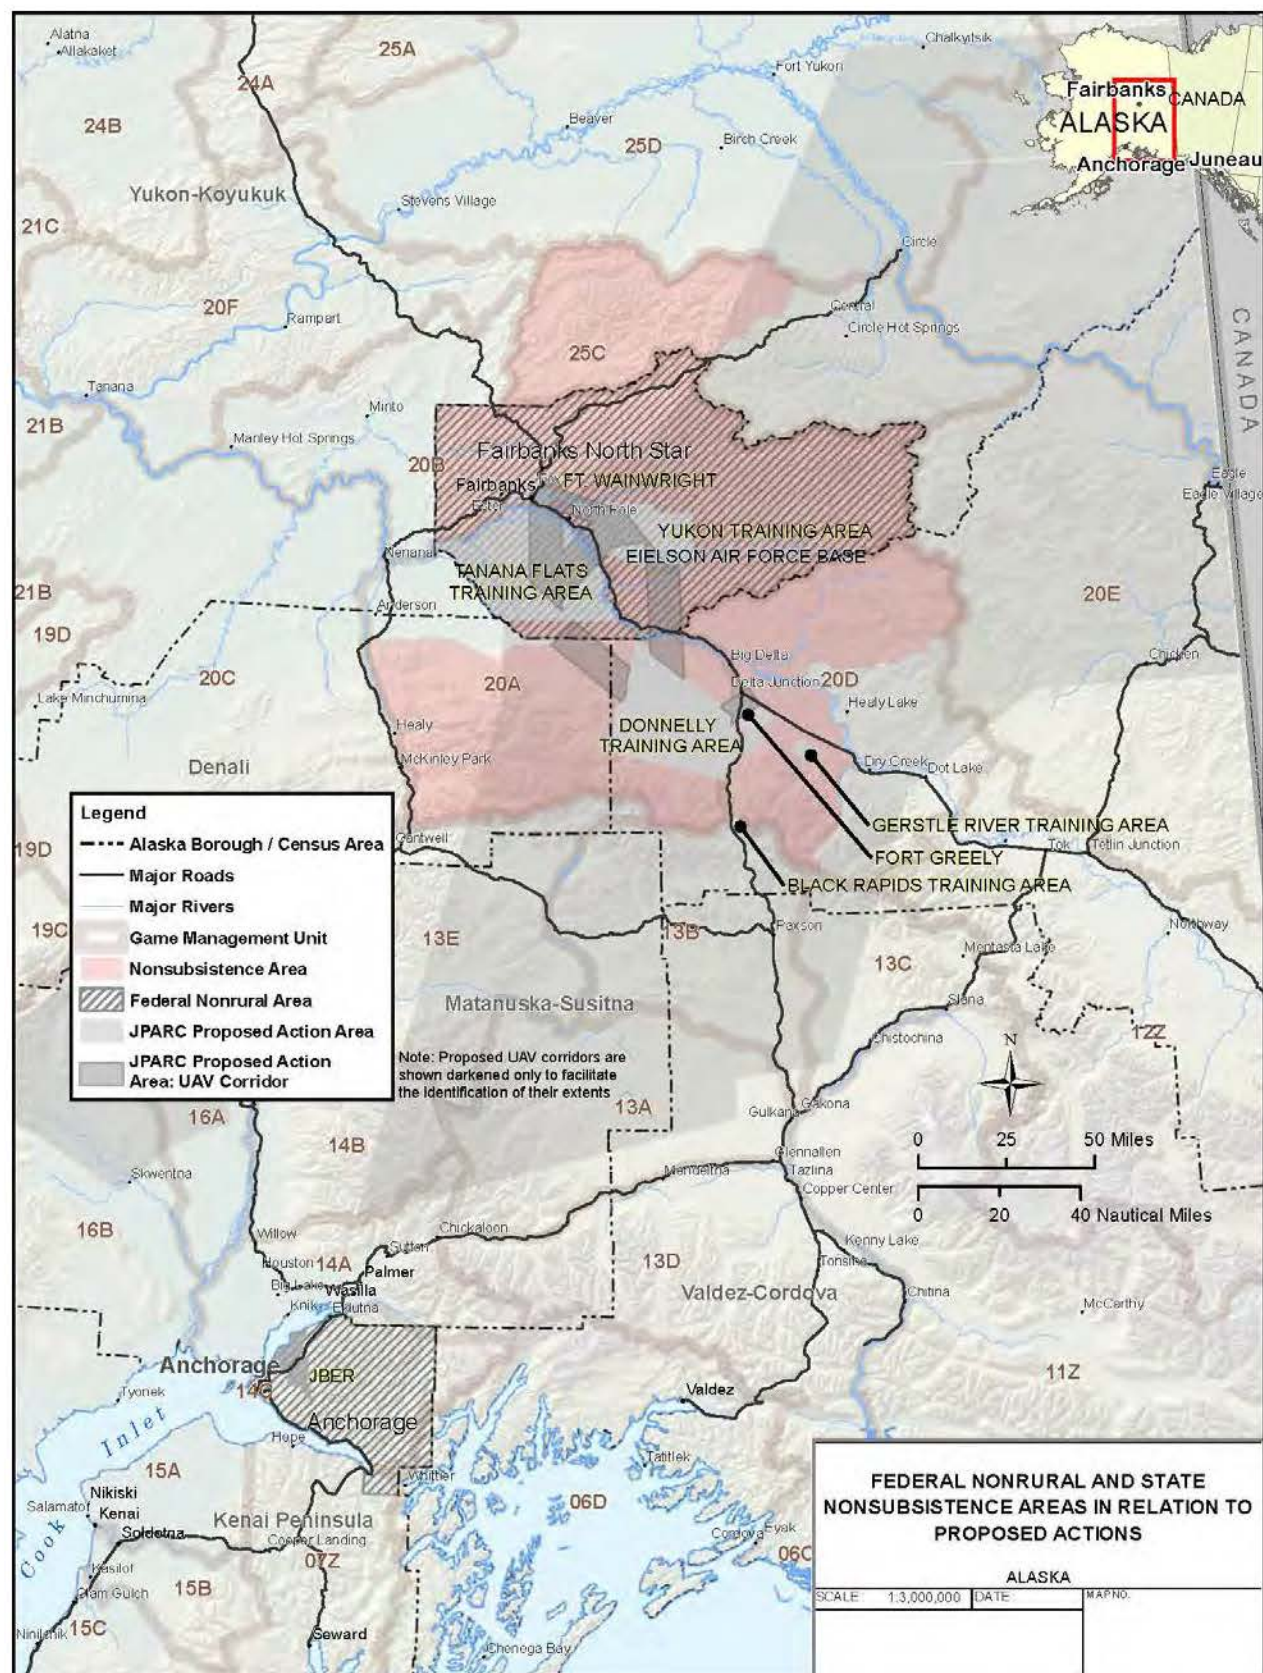 Alatna
Allakaket
25A
Chalkyitsik
24A
Fort Yukon
Fairbanks
CANADA
24B
Beaver
ALASKA
25D
Birch Creek
Anchorage
Juneau
Yukon-Koyukuk
Stevens Village
21C
Circle
20F
Central
Rampart
Circle Hot Springs
CANADA
25C
Tanana
Minto
21B
Manley Hot Springs
Fairbanks North Star
20B
FT. WAINWRIGHT
Eagle
Fairbanks
Eagle Village
Ester
North Pole
YUKON TRAINING AREA
Nenana
EIELSON AIR FORCE BASE
TANANA FLATS
TRAINING AREA
21B
20E
Anderson
19D
Big Delta
Chicken
20C
20A
Delta Junction
20D
Lake Minchumina
Healy Lake
Healy
DONNELLY
TRAINING AREA
McKinley Park
Denali
Dry Creek
Dot Lake
Legend
Alaska Borough / Census Area
Major Roads
Major Rivers
Game Management Unit
Nonsubsistence Area
Federal Nonrural Area
JPARC Proposed Action Area
JPARC Proposed Action
Area: UAV Corridor
GERSTLE RIVER TRAINING AREA
19D
Cantwell
Tok
Tetlin Junction
FORT GREELY
BLACK RAPIDS TRAINING AREA
19C
13E
13B
Paxson
Northway
13C
Mentasta Lake
Matanuska-Susitna
Slana
Chistochina
N
12Z
Note: Proposed UAV corridors are
shown darkened only to facilitate
the identification of their extents
16A
13A
Gulkana
Gakona
14B
0 25 50 Miles
Glennallen
Skwentna
Mendeltna
Tazlina
Copper Center
0 20 40 Nautical Miles
16B
Willow
Chickaloon
Kenny Lake
Sutton
Houston
14A
13D
Tonsina
Palmer
Big Lake
Wasilla
Valdez-Cordova
Chitina
Knik
Eklutna
McCarthy
Anchorage
JBER
11Z
14C
Tyonek
Valdez
Anchorage
Cook Inlet
Hope
Tatitlek
15A
Whittier
Nikiski
06D
Salamatof
Kenai
Kenai Peninsula
Soldotna
Cooper Landing
Cordova
Eyak
07Z
06C
Kasilof
15B
Clam Gulch
15C
Ninilchik
Seward
Chenega Bay
FEDERAL NONRURAL AND STATE
NONSUBSISTENCE AREAS IN RELATION TO
PROPOSED ACTIONS
ALASKA
SCALE 1:3,000,000 DATE MAP NO.